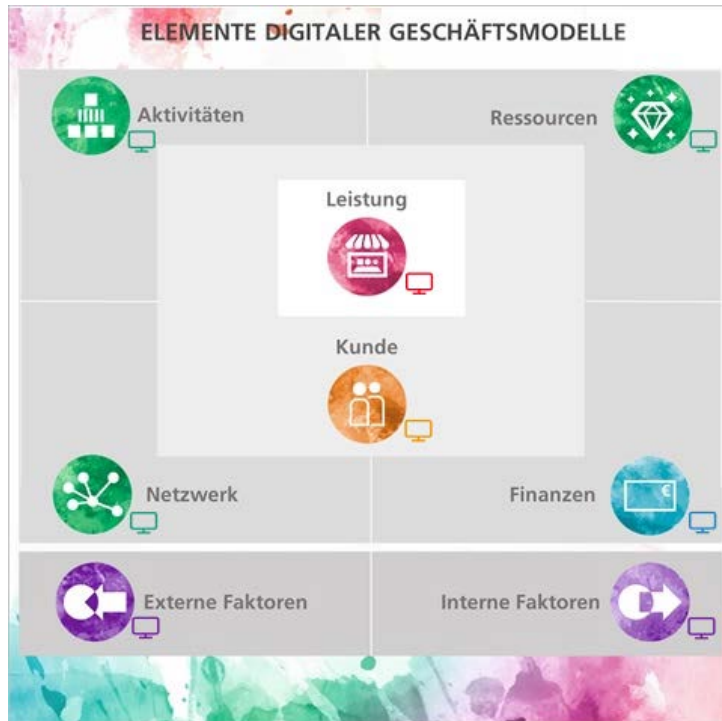 ELEMENTE DIGITALER GESCHÄFTSMODELLE
Aktivitäten
Ressourcen
Leistung
Kunde
Netzwerk
Finanzen
€
Externe Faktoren
Interne Faktoren